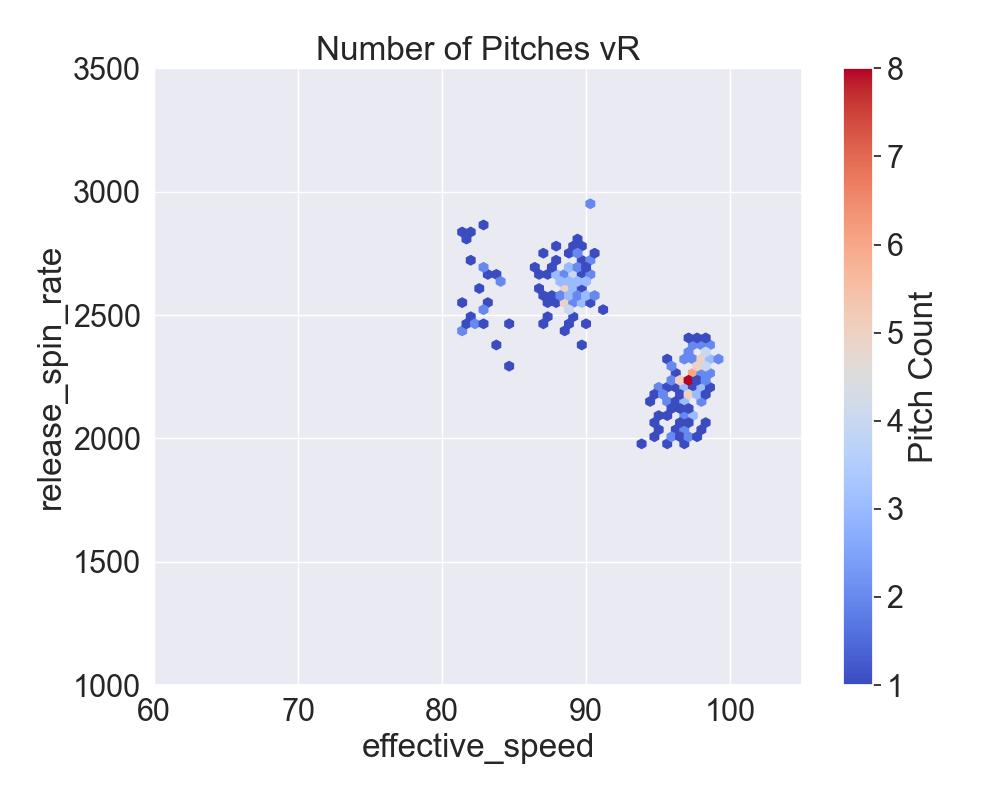 Number of Pitches vR
3500
3000
2500
2000
1500
1000
release_spin_rate
60 70 80 90 100
effective_speed
8
7
6
5
4
3
2
1
Pitch Count